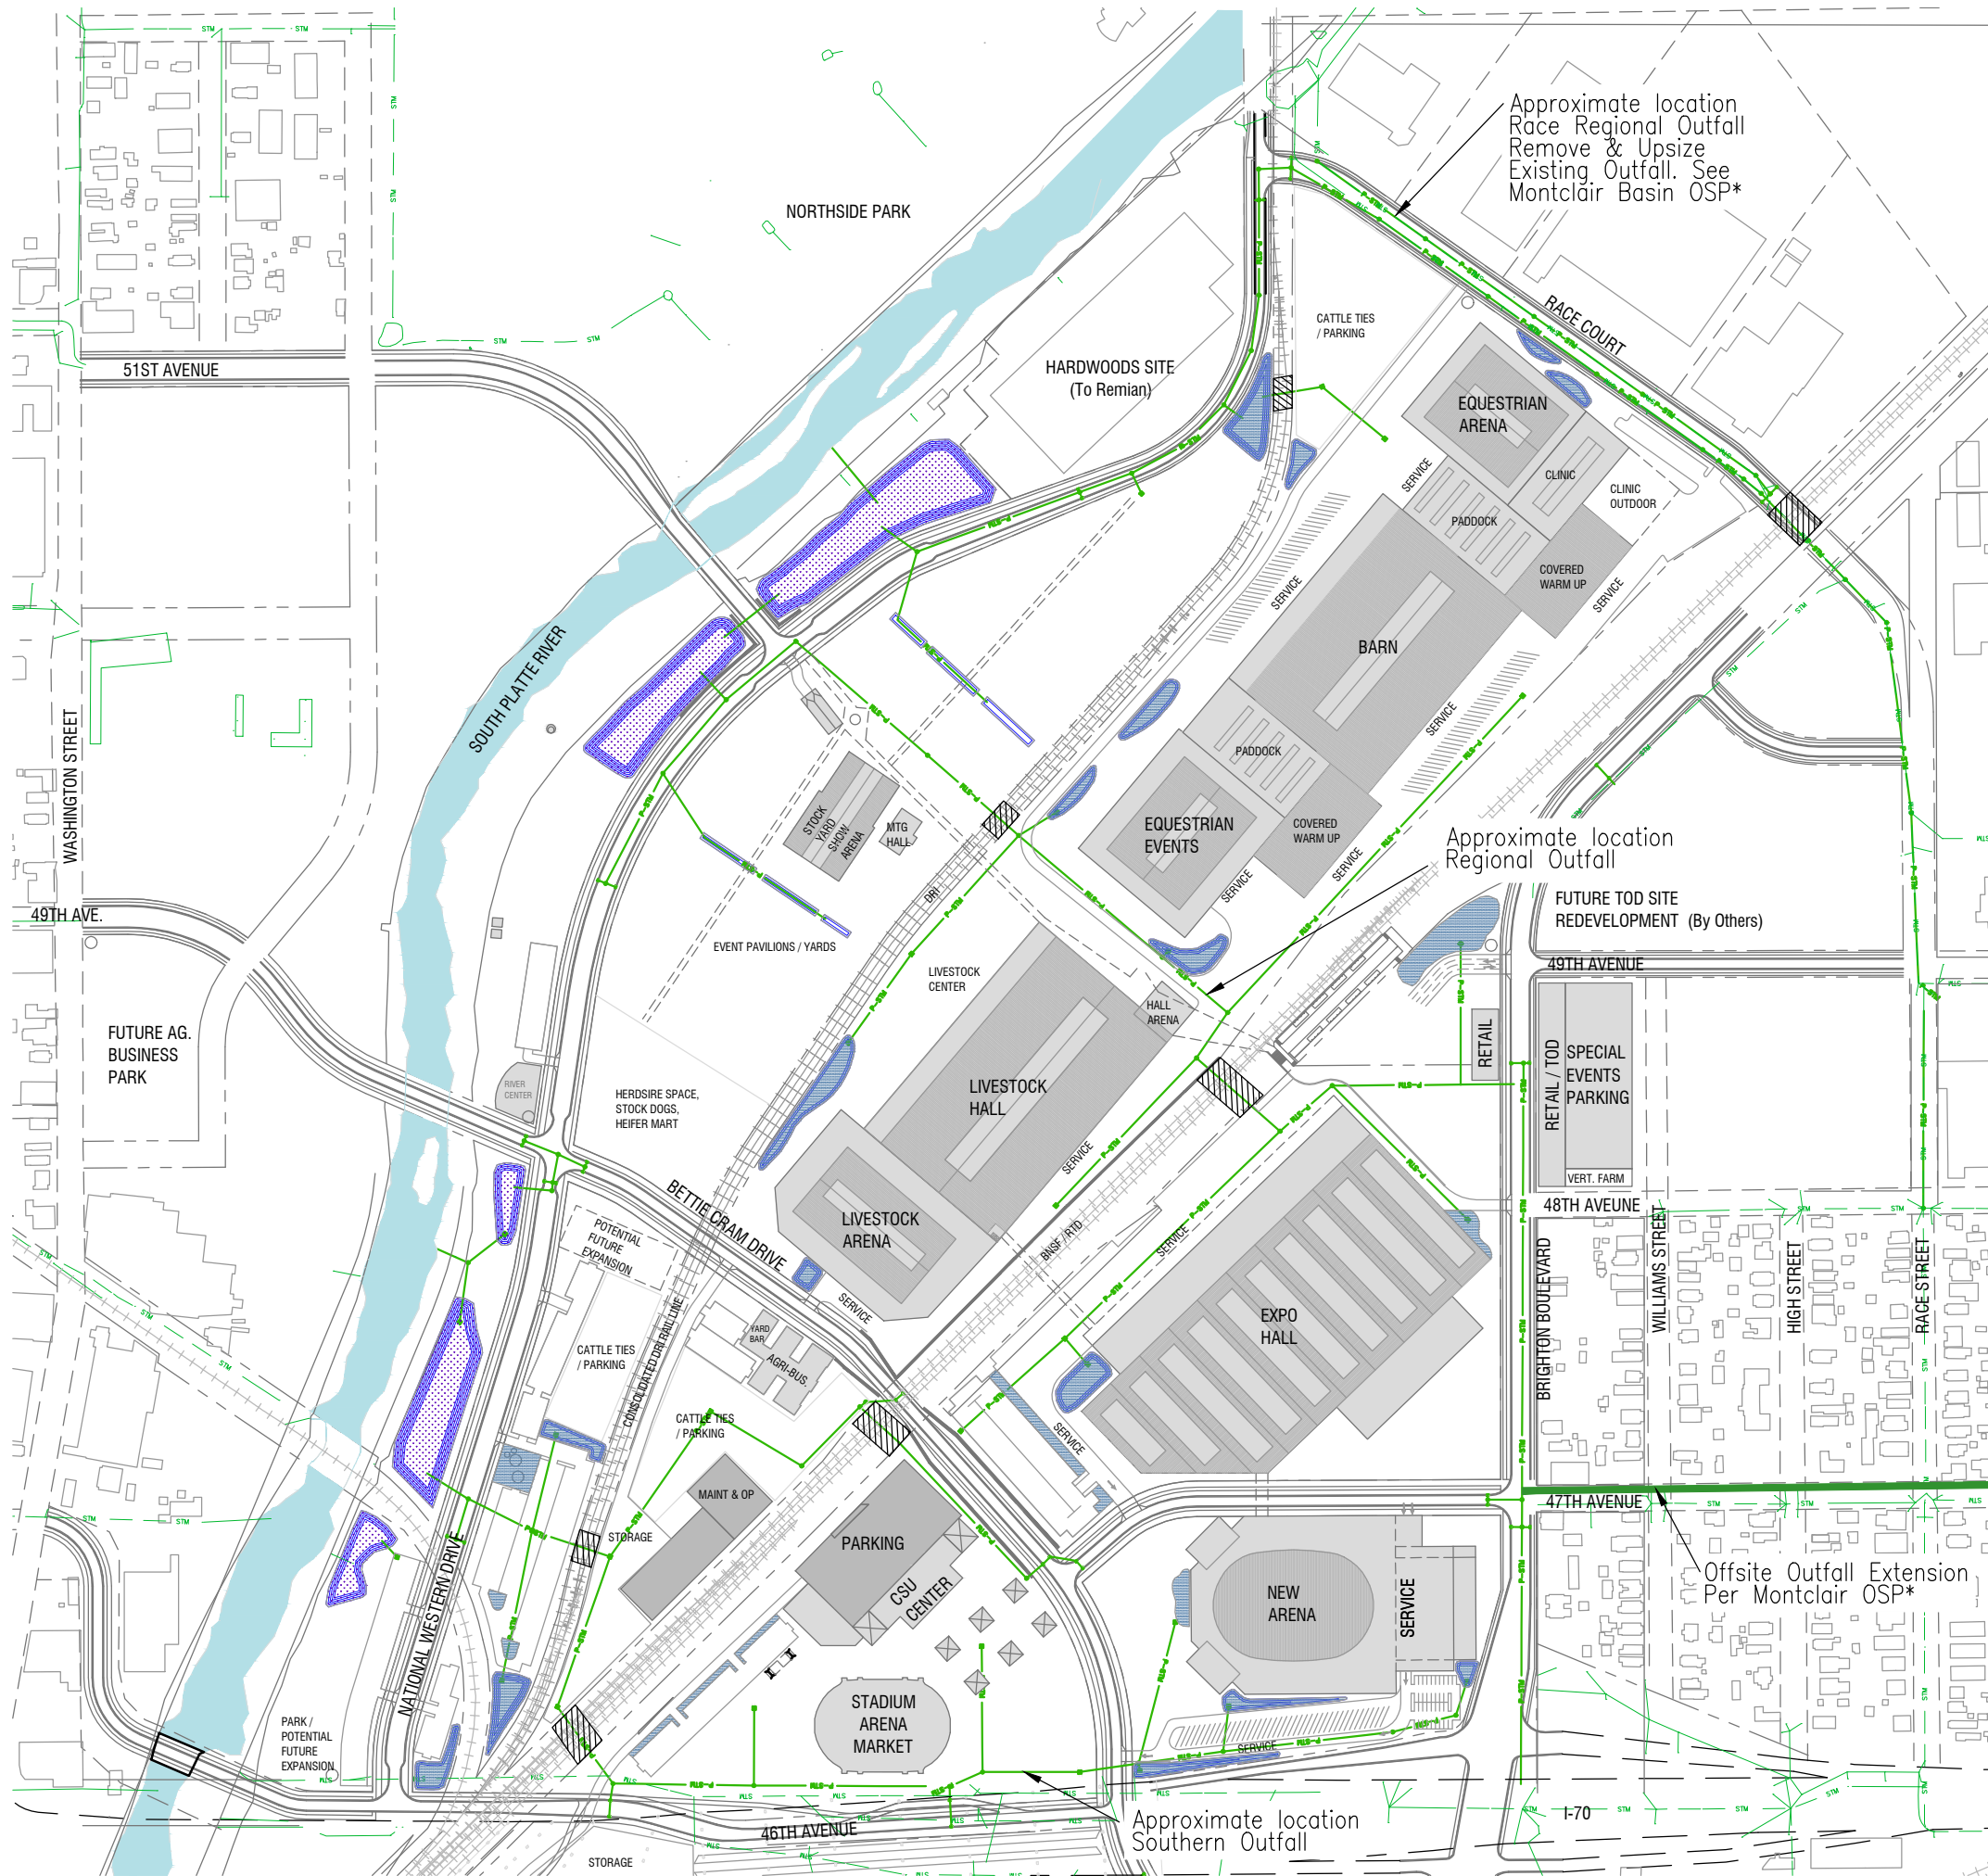 Approximate location
Race Regional Outfall
Remove & Upsize
Existing Outfall. See
Montclair Basin OSP*
NORTHSIDE PARK
RACE COURT
CATTLE TIES
/ PARKING
51ST AVENUE
HARDWOODS SITE
(To Remian)
EQUESTRIAN
ARENA
SERVICE
CLINIC
CLINIC
OUTDOOR
PADDOCK
COVERED
WARM UP
SERVICE
SERVICE
BARN
SOUTH PLATTE RIVER
WASHINGTON STREET
SERVICE
PADDOCK
STOCK
YARD
SHOW
ARENA
MTG
HALL
EQUESTRIAN
EVENTS
COVERED
WARM UP
SERVICE
SERVICE
Approximate location
Regional Outfall
DRI
FUTURE TOD SITE
REDEVELOPMENT (By Others)
49TH AVE.
EVENT PAVILIONS / YARDS
49TH AVENUE
LIVESTOCK
CENTER
HALL
ARENA
FUTURE AG.
BUSINESS
PARK
RETAIL
RETAIL / TOD
SPECIAL
EVENTS
PARKING
VERT. FARM
RIVER
CENTER
HERDSIRE SPACE,
STOCK DOGS,
HEIFER MART
LIVESTOCK
HALL
SERVICE
48TH AVEUNE
BETTIE CRAM DRIVE
LIVESTOCK
ARENA
POTENTIAL
FUTURE
EXPANSION
BNSF / RTD
SERVICE
BRIGHTON BOULEVARD
WILLIAMS STREET
HIGH STREET
RACE STREET
SERVICE
EXPO
HALL
YARD
BAR
AGRI-BUS.
CATTLE TIES
/ PARKING
CONSOLIDATED DRI RAIL LINE
CATTLE TIES
/ PARKING
SERVICE
MAINT & OP
47TH AVENUE
STORAGE
PARKING
CSU
CENTER
NEW
ARENA
SERVICE
Offsite Outfall Extension
Per Montclair OSP*
NATIONAL WESTERN DRIVE
STADIUM
ARENA
MARKET
PARK /
POTENTIAL
FUTURE
EXPANSION
SERVICE
I-70
Approximate location
Southern Outfall
46TH AVENUE
STORAGE
STM
P-STM